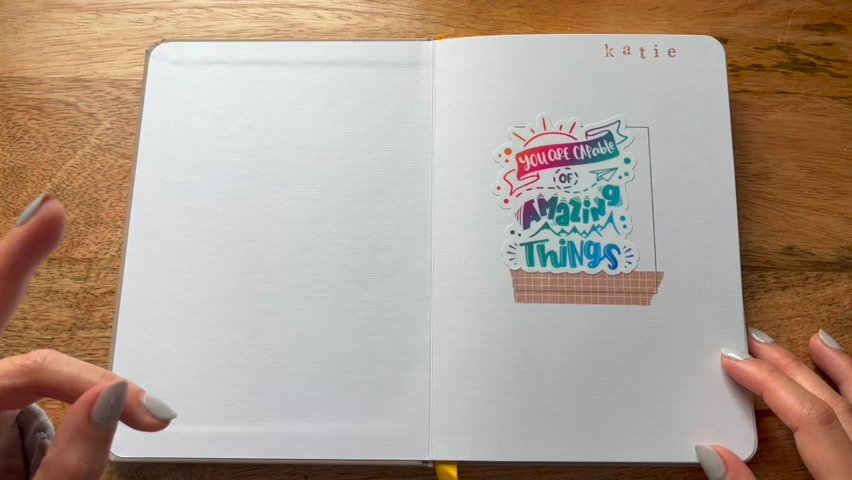 katie
YOU ARE CAPable
OF
AMazing
THiNgs